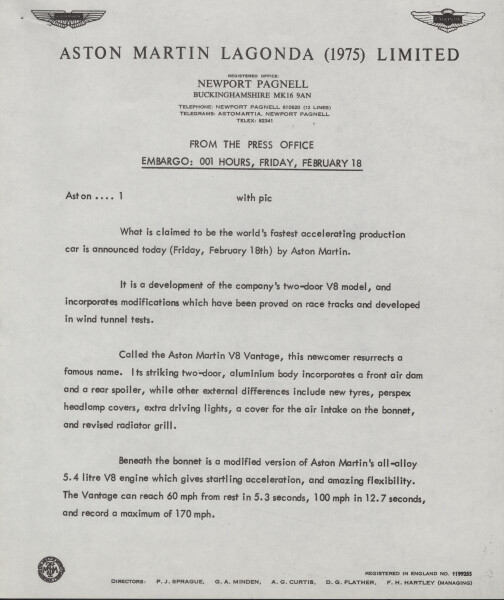 ASTON MARTIN LAGONDA (1975) LIMITED
REGISTERED OFFICE:
NEWPORT PAGNELL
BUCKINGHAMSHIRE MK16 9AN
TELEPHONE: NEWPORT PAGNELL 610620 (12 LINES)
TELEGRAMS: ASTOMARTIA, NEWPORT PAGNELL
TELEX: 82341
FROM THE PRESS OFFICE
EMBARGO: 001 HOURS, FRIDAY, FEBRUARY 18
Aston .... 1 with pic
What is claimed to be the world's fastest accelerating production
car is announced today (Friday, February 18th) by Aston Martin.
It is a development of the company's two-door V8 model, and
incorporates modifications which have been proved on race tracks and developed
in wind tunnel tests.
Called the Aston Martin V8 Vantage, this newcomer resurrects a
famous name. Its striking two-door, aluminium body incorporates a front air dam
and a rear spoiler, while other external differences include new tyres, perspex
headlamp covers, extra driving lights, a cover for the air intake on the bonnet,
and revised radiator grill.
Beneath the bonnet is a modified version of Aston Martin's all-alloy
5.4 litre V8 engine which gives startling acceleration, and amazing flexibility.
The Vantage can reach 60 mph from rest in 5.3 seconds, 100 mph in 12.7 seconds,
and record a maximum of 170 mph.
REGISTERED IN ENGLAND NO. 1199255
DIRECTORS: P. J. SPRAGUE, G. A. MINDEN, A. G. CURTIS, D. G. FLATHER, F. H. HARTLEY (MANAGING)